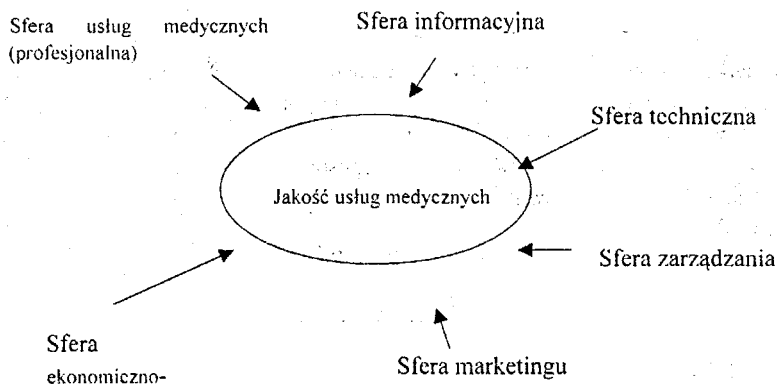 Sfera usług medycznych
(profesjonalna)
Sfera informacyjna
Sfera techniczna
Jakość usług medycznych
Sfera zarządzania
Sfera marketingu
Sfera
ekonomiczno-